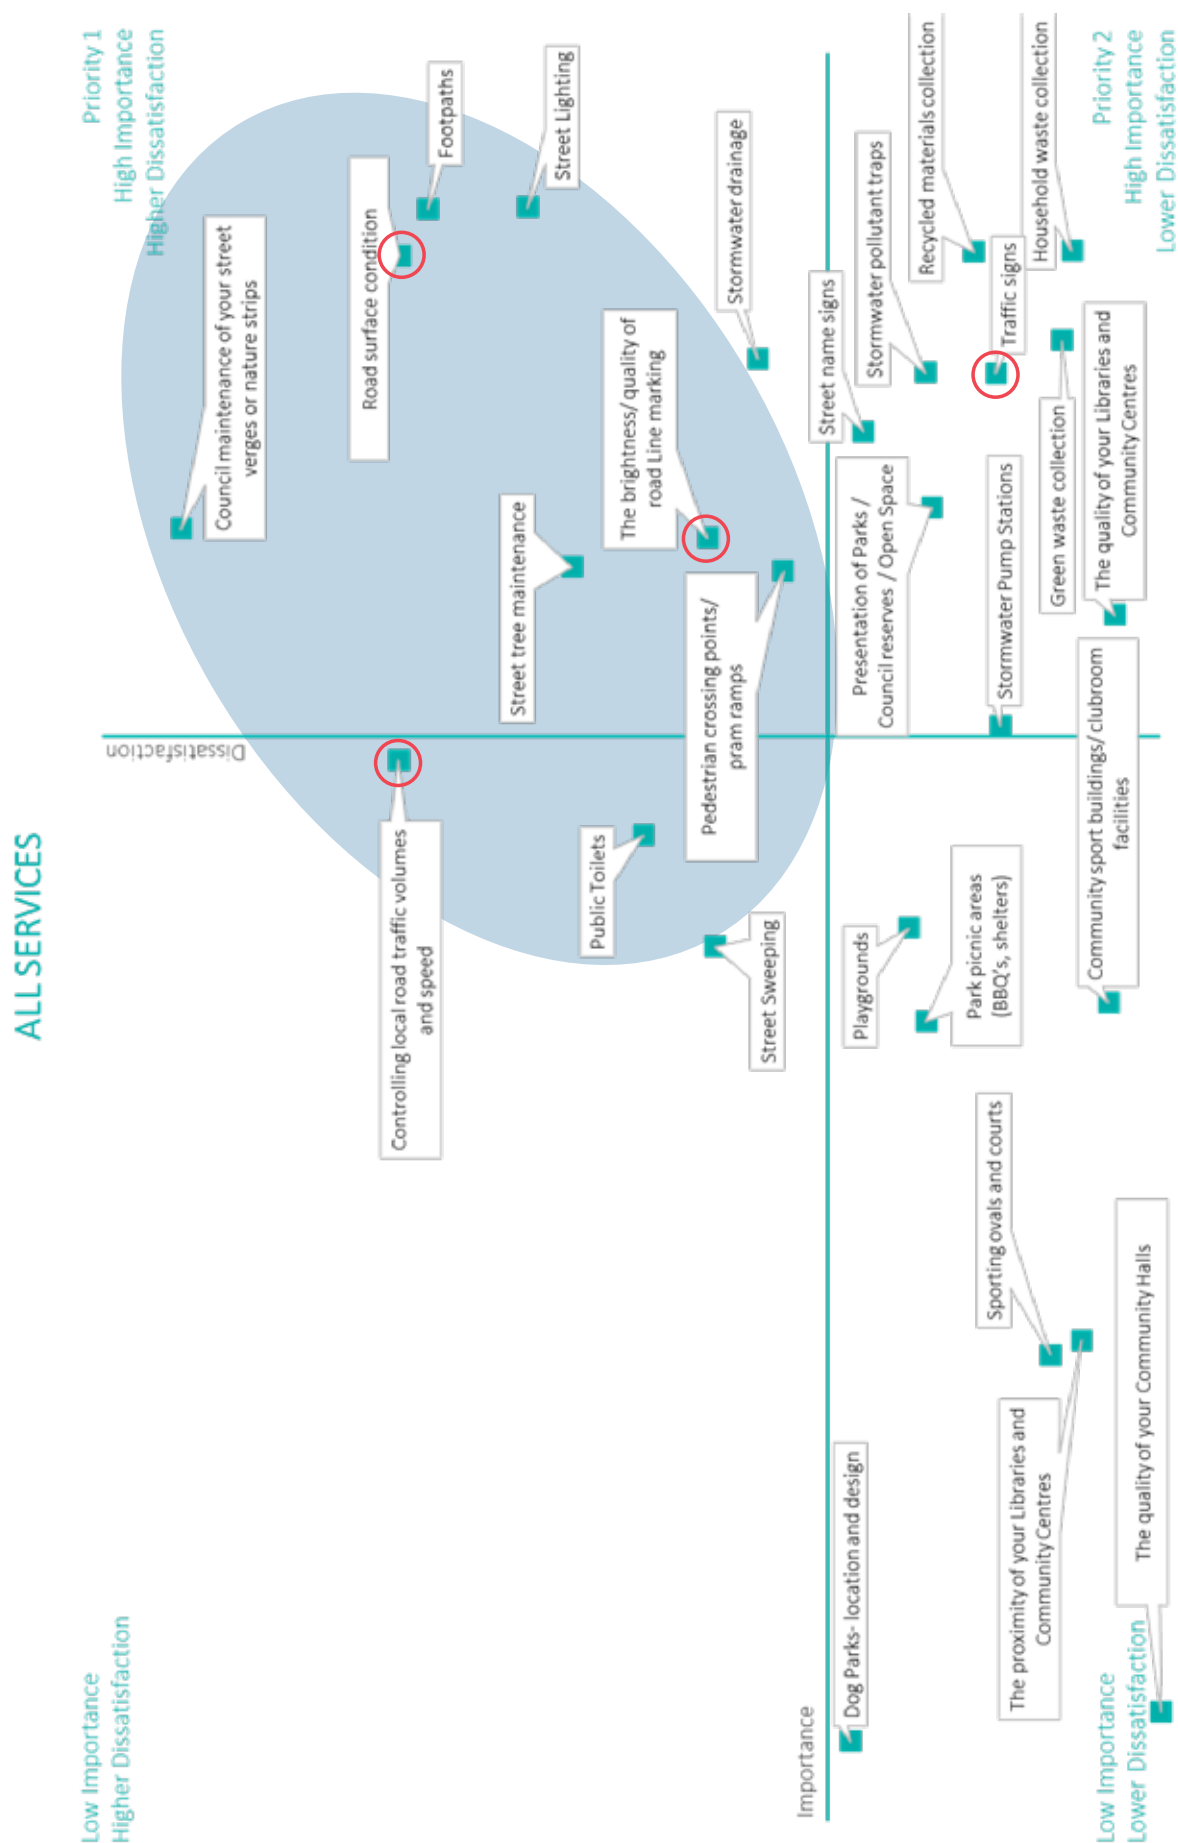 ALL SERVICES
Low Importance
Higher Dissatisfaction
Priority 1
High Importance
Higher Dissatisfaction
Dissatisfaction
Council maintenance of your street
verges or nature strips
Road surface condition
Controlling local road traffic volumes
and speed
Footpaths
Street tree maintenance
Street Lighting
Public Toilets
The brightness/ quality of
road Line marking
Pedestrian crossing points/
pram ramps
Stormwater drainage
Street Sweeping
Importance
Street name signs
Dog Parks- location and design
Playgrounds
Presentation of Parks /
Council reserves / Open Space
Stormwater pollutant traps
Recycled materials collection
Park picnic areas
(BBQ's, shelters)
Sporting ovals and courts
Stormwater Pump Stations
Traffic signs
Household waste collection
The proximity of your Libraries and
Community Centres
Green waste collection
Community sport buildings/ clubroom
facilities
The quality of your Libraries and
Community Centres
The quality of your Community Halls
Low Importance
Lower Dissatisfaction
Priority 2
High Importance
Lower Dissatisfaction